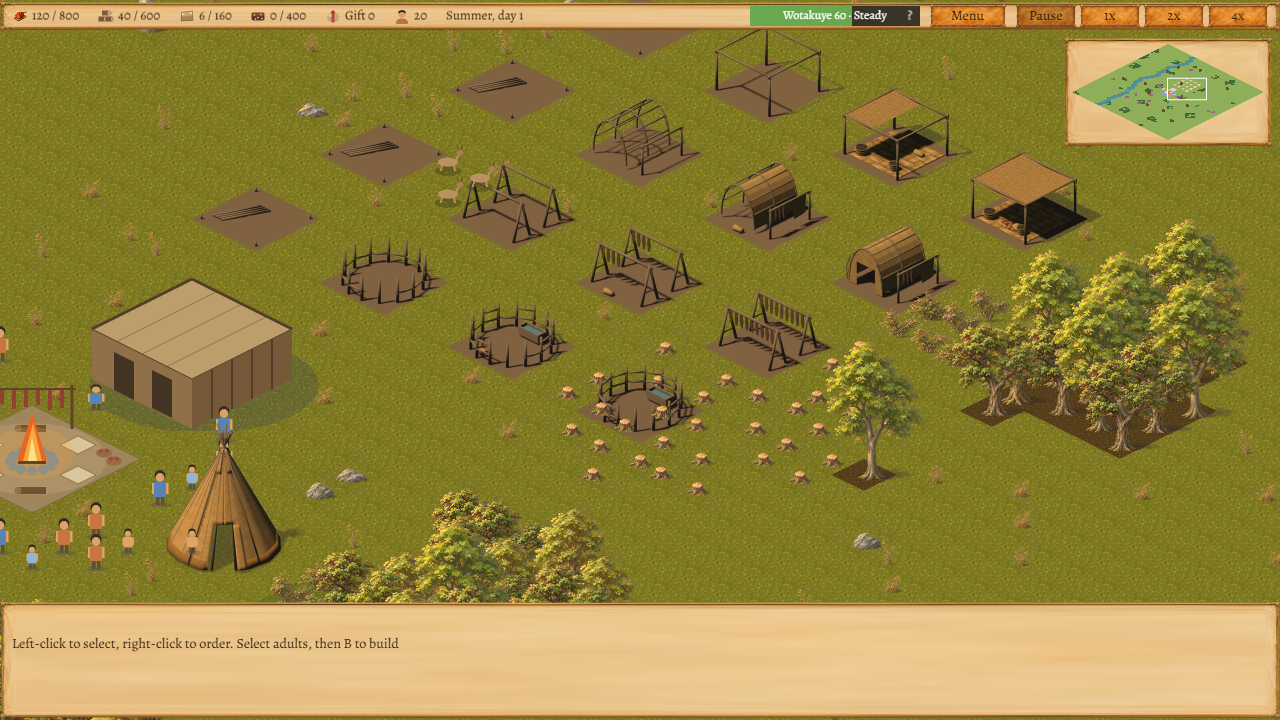 120 / 800 40 / 600 6 / 160 0 / 400 Gift 0 20 Summer, day 1 Wotakuye 60 - Steady ? Menu Pause 1x 2x 4x
Left-click to select, right-click to order. Select adults, then B to build